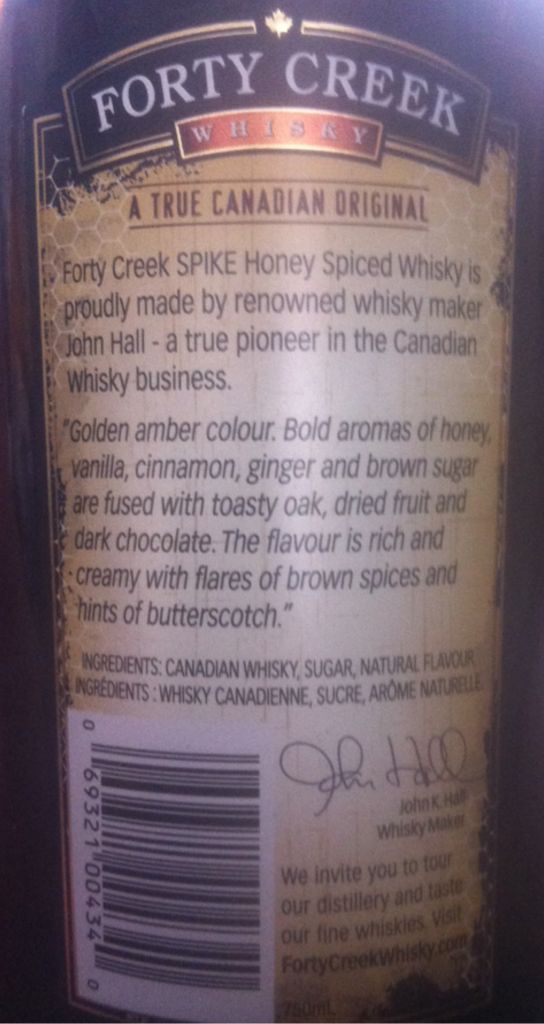 FORTY CREEK
WHISKY
A TRUE CANADIAN ORIGINAL
Forty Creek SPIKE Honey Spiced Whisky is
proudly made by renowned whisky maker
John Hall - a true pioneer in the Canadian
Whisky business.
"Golden amber colour. Bold aromas of honey,
vanilla, cinnamon, ginger and brown sugar
are fused with toasty oak, dried fruit and
dark chocolate. The flavour is rich and
creamy with flares of brown spices and
hints of butterscotch."
INGREDIENTS: CANADIAN WHISKY, SUGAR, NATURAL FLAVOUR
INGRÉDIENTS : WHISKY CANADIENNE, SUCRE, ARÔME NATURELLE
John Hall
John K. Hall
Whisky Maker
We invite you to tour
our distillery and taste
our fine whiskies. Visit
FortyCreekWhisky.com
750mL
0 69321 00434 0